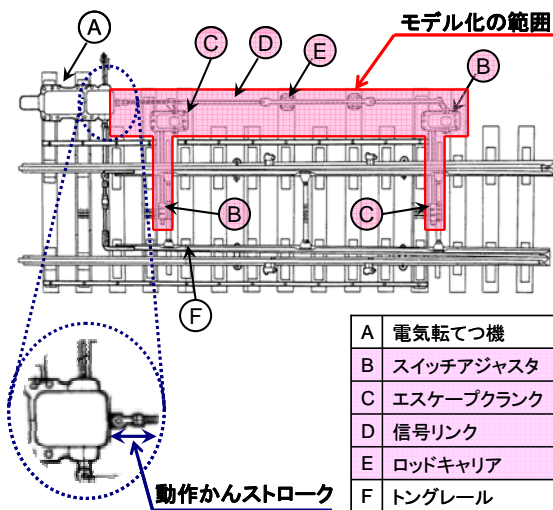 モデル化の範囲
A
C
D
E
B
B
C
F
動作かんストローク
A 電気転てつ機
B スイッチアジャスタ
C エスケープクランク
D 信号リンク
E ロッドキャリア
F トングレール